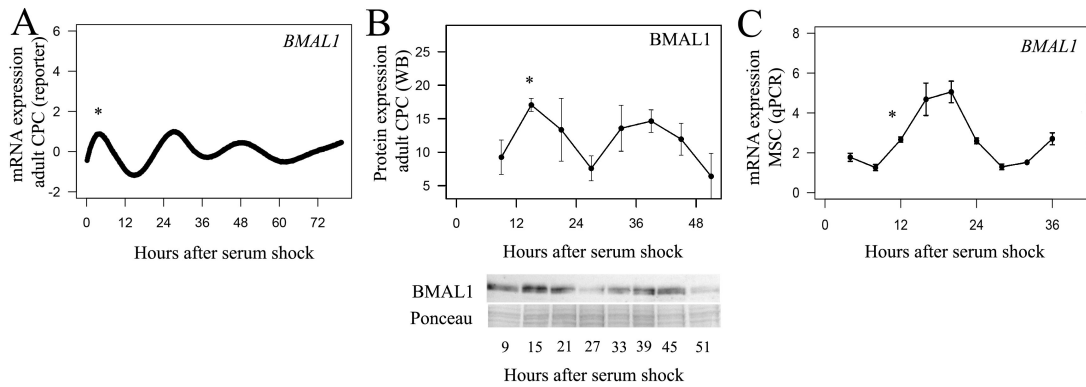 A
BMAL1
mRNA expression
adult CPC (reporter)
6
4
2
0
-2
*
0 12 24 36 48 60 72
Hours after serum shock
B
BMAL1
Protein expression
adult CPC (WB)
25
20
15
10
5
*
0 12 24 36 48
Hours after serum shock
BMAL1
Ponceau
9 15 21 27 33 39 45 51
Hours after serum shock
C
BMAL1
mRNA expression
MSC (qPCR)
8
6
4
2
0
*
0 12 24 36
Hours after serum shock